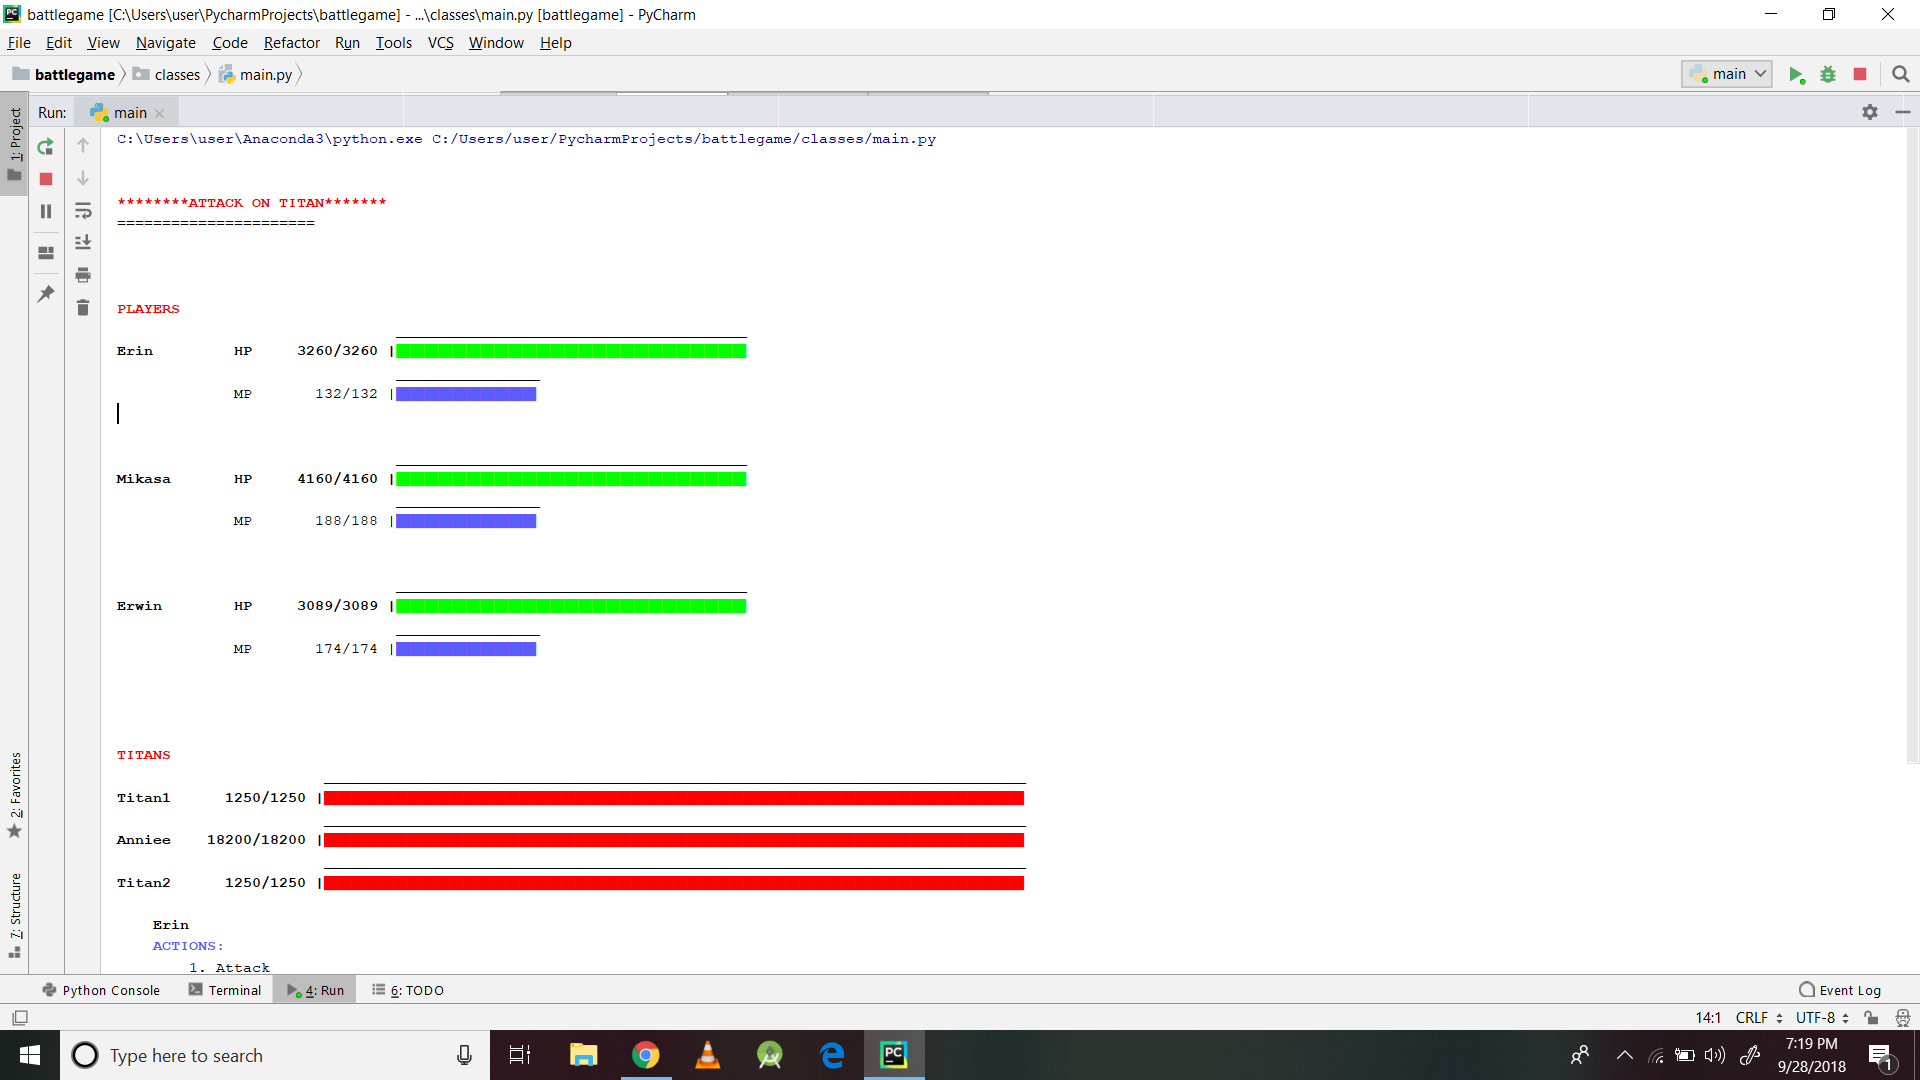 battlegame [C:\Users\user\PycharmProjects\battlegame] - ...\classes\main.py [battlegame] - PyCharm
File Edit View Navigate Code Refactor Run Tools VCS Window Help
battlegame classes main.py main
Run: main
1: Project
C:\Users\user\Anaconda3\python.exe C:/Users/user/PycharmProjects/battlegame/classes/main.py
********ATTACK ON TITAN*******
======================
PLAYERS
Erin HP 3260/3260 |
MP 132/132 |
Mikasa HP 4160/4160 |
MP 188/188 |
Erwin HP 3089/3089 |
MP 174/174 |
TITANS
Titan1 1250/1250 |
Anniee 18200/18200 |
Titan2 1250/1250 |
Erin
ACTIONS:
1. Attack
2: Favorites
7: Structure
Python Console Terminal 4: Run 6: TODO Event Log
14:1 CRLF UTF-8
Type here to search
7:19 PM
9/28/2018
1